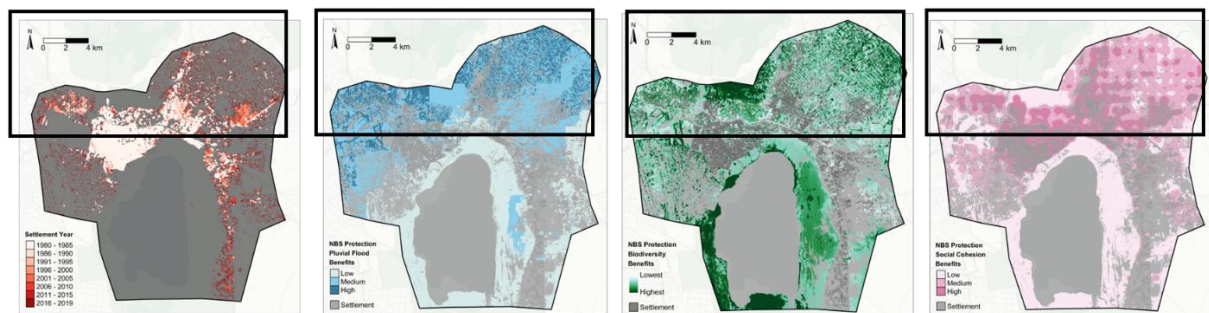 N
0 2 4 km
Settlement Year
1980 - 1985
1986 - 1990
1991 - 1995
1996 - 2000
2001 - 2005
2006 - 2010
2011 - 2015
2016 - 2019
N
0 2 4 km
NBS Protection
Pluvial Flood
Benefits
Low
Medium
High
Settlement
N
0 2 4 km
NBS Protection
Biodiversity
Benefits
Lowest
Highest
Settlement
N
0 2 4 km
NBS Protection
Social Cohesion
Benefits
Low
Medium
High
Settlement